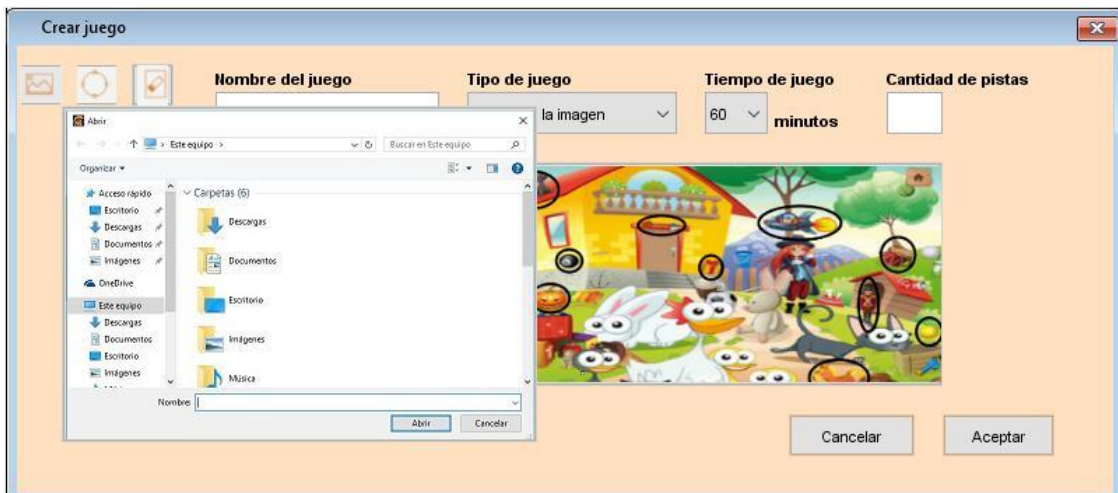 Crear juego
Nombre del juego Tipo de juego Tiempo de juego Cantidad de pistas
la imagen 60 minutos
Abrir
Este equipo Buscar en Este equipo
Organizar
Acceso rápido
Escritorio
Descargas
Documentos
Imágenes
OneDrive
Este equipo
Descargas
Documentos
Escritorio
Imágenes
Carpetas (6)
Descargas
Documentos
Escritorio
Imágenes
Música
Nombre
Abrir Cancelar
7
Cancelar Aceptar